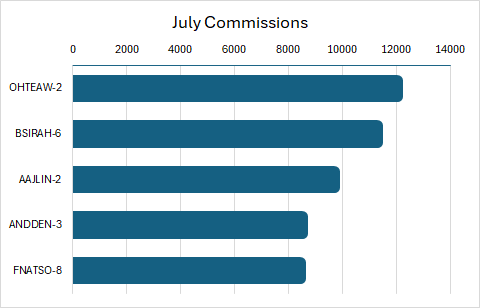 July Commissions
0 2000 4000 6000 8000 10000 12000 14000
OHTEAW-2
BSIRAH-6
AAJLIN-2
ANDDEN-3
FNATSO-8